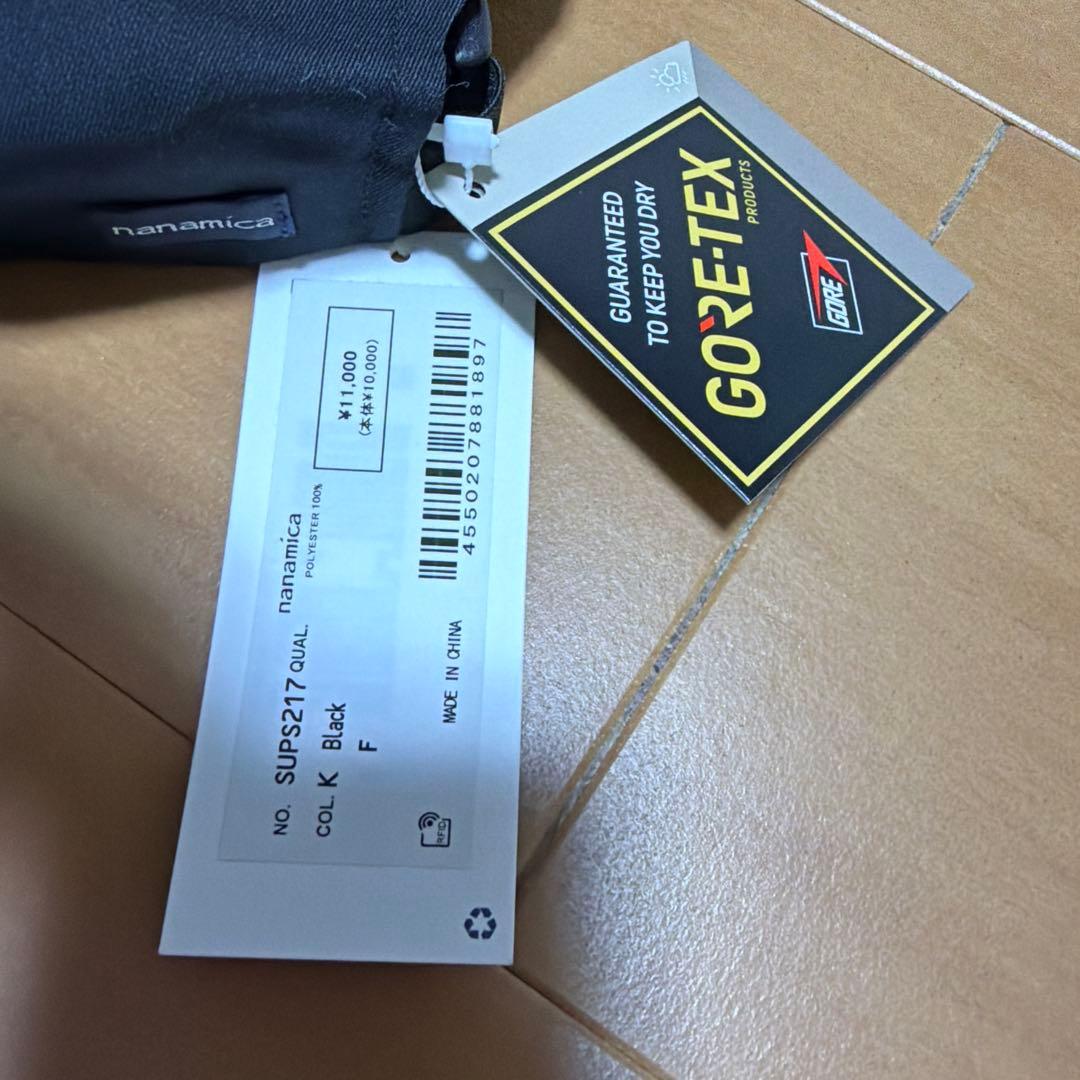 nanamica
GUARANTEED
TO KEEP YOU DRY
GORE-TEX
PRODUCTS
GORE
¥11,000
(本体¥10,000)
4550207881897
NO. SUPS217 QUAL. nanamica
POLYESTER 100%
COL. K Black
F
MADE IN CHINA
RFID